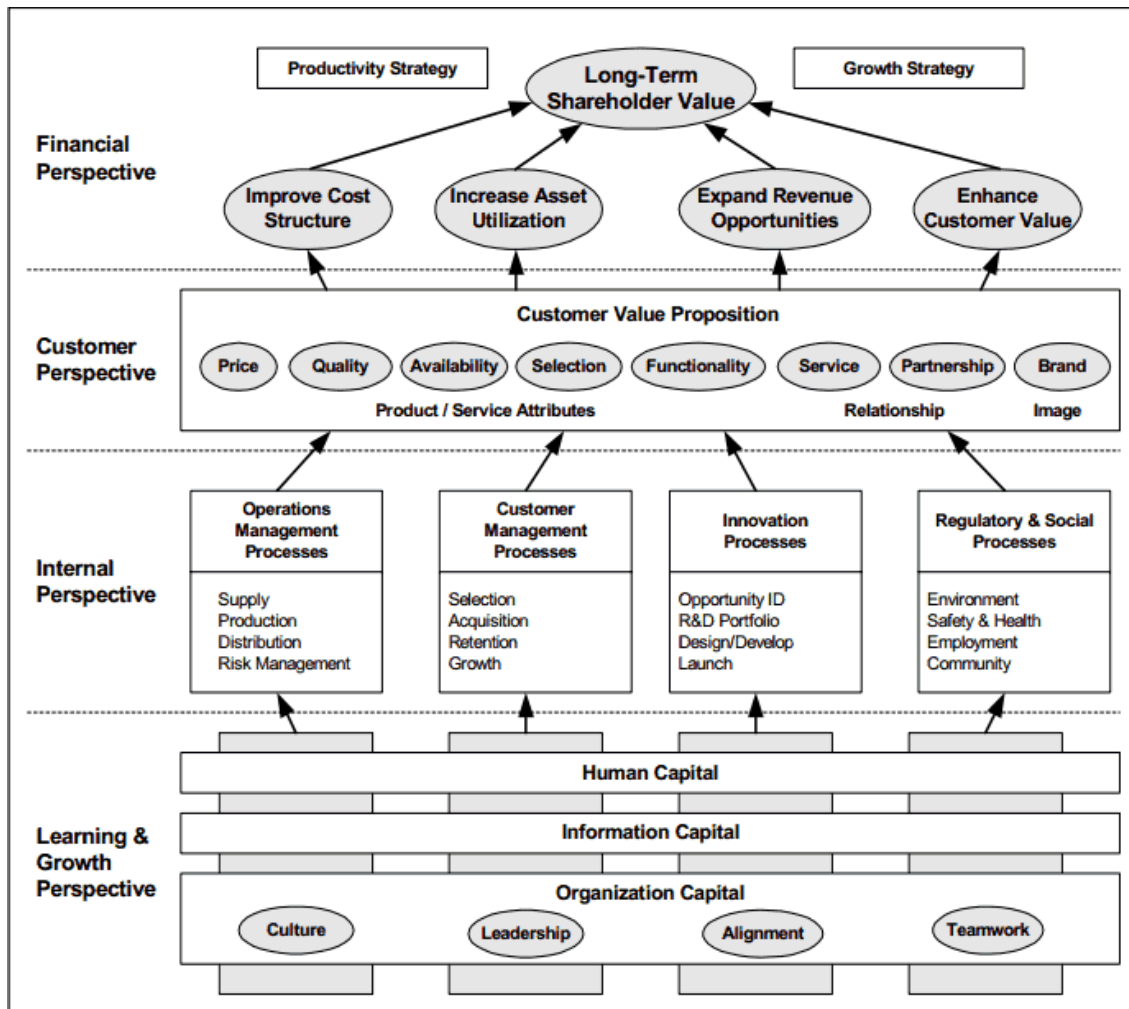 Productivity Strategy
Long-Term
Shareholder Value
Growth Strategy
Financial
Perspective
Improve Cost
Structure
Increase Asset
Utilization
Expand Revenue
Opportunities
Enhance
Customer Value
Customer
Perspective
Customer Value Proposition
Price
Quality
Availability
Selection
Functionality
Service
Partnership
Brand
Product / Service Attributes
Relationship
Image
Internal
Perspective
Operations
Management
Processes
Supply
Production
Distribution
Risk Management
Customer
Management
Processes
Selection
Acquisition
Retention
Growth
Innovation
Processes
Opportunity ID
R&D Portfolio
Design/Develop
Launch
Regulatory & Social
Processes
Environment
Safety & Health
Employment
Community
Learning &
Growth
Perspective
Human Capital
Information Capital
Organization Capital
Culture
Leadership
Alignment
Teamwork